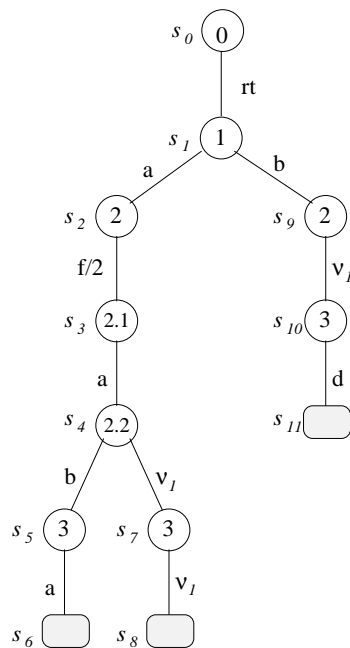 s0 0
rt
s1 1
a b
s2 2 s9 2
f/2 ν1
s3 2.1 s10 3
a d
s4 2.2 s11
b ν1
s5 3 s7 3
a ν1
s6 s8